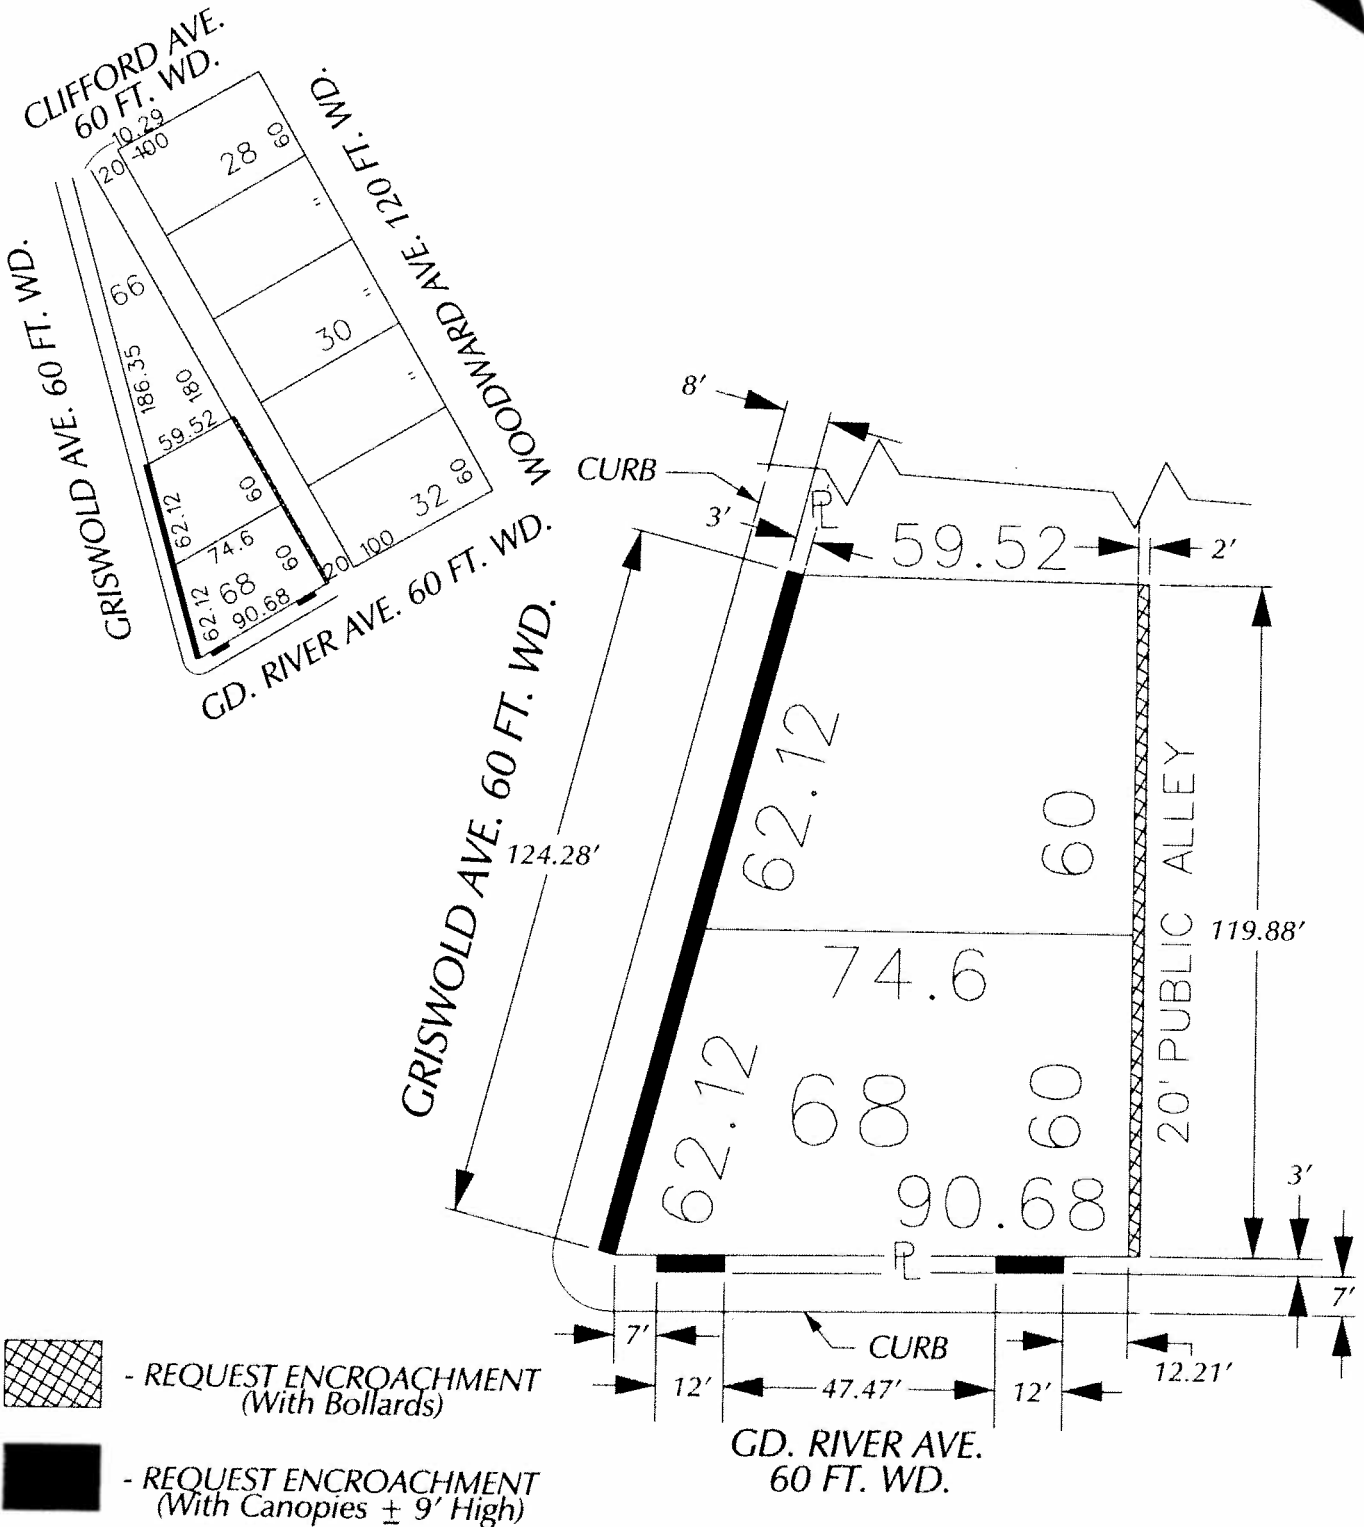 CLIFFORD AVE.
60 FT. WD.
10.29
20
100
28
60
WOODWARD AVE. 120 FT. WD.
"
GRISWOLD AVE. 60 FT. WD.
66
"
30
186.35
180
"
59.52
62.12
60
32
60
74.6
62.12
68
60
90.68
20
100
GD. RIVER AVE. 60 FT. WD.
8'
CURB
3'
PL
59.52
2'
GRISWOLD AVE. 60 FT. WD.
124.28'
62.12
60
20' PUBLIC ALLEY
119.88'
74.6
62.12
68
60
90.68
3'
PL
7'
7'
CURB
12.21'
12'
47.47'
12'
GD. RIVER AVE.
60 FT. WD.
- REQUEST ENCROACHMENT
(With Bollards)
- REQUEST ENCROACHMENT
(With Canopies ± 9' High)